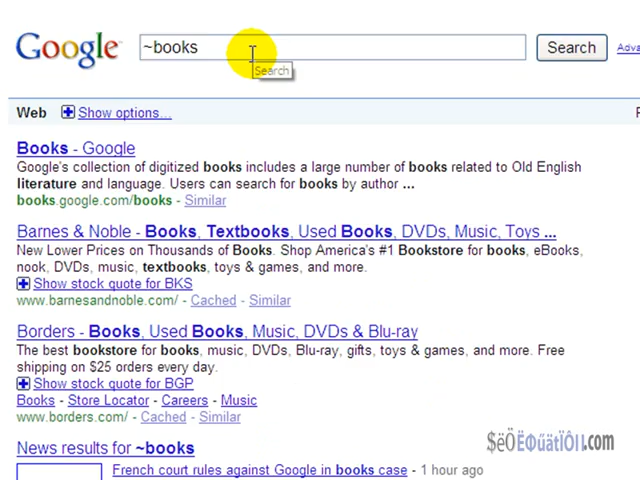 Google ~books Search
Search
Web Show options...
Books - Google
Google's collection of digitized books includes a large number of books related to Old English
literature and language. Users can search for books by author ...
books.google.com/books - Similar
Barnes & Noble - Books, Textbooks, Used Books, DVDs, Music, Toys ...
New Lower Prices on Thousands of Books. Shop America's #1 Bookstore for books, eBooks,
nook, DVDs, music, textbooks, toys & games, and more.
Show stock quote for BKS
www.barnesandnoble.com/ - Cached - Similar
Borders - Books, Used Books, Music, DVDs & Blu-ray
The best bookstore for books, music, DVDs, Blu-ray, gifts, toys & games, and more. Free
shipping on $25 orders every day.
Show stock quote for BGP
Books - Store Locator - Careers - Music
www.borders.com/ - Cached - Similar
News results for ~books
French court rules against Google in books case - 1 hour ago